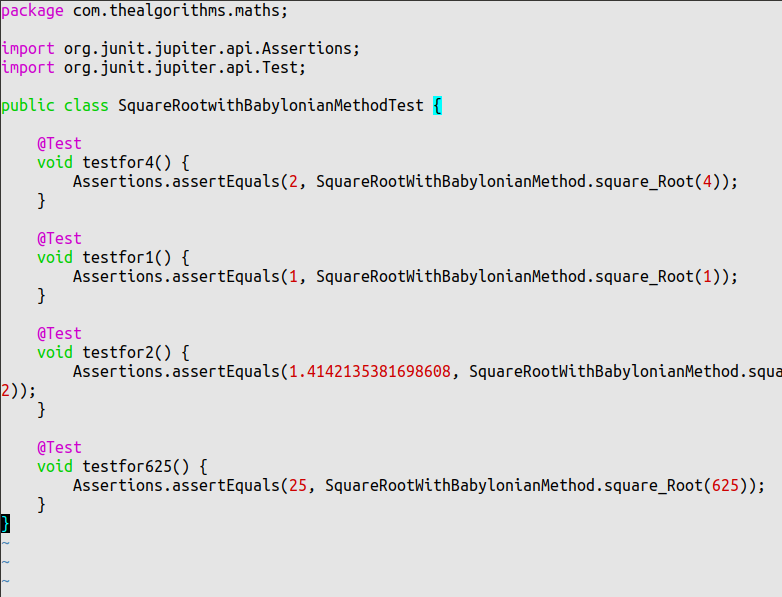 package com.thealgorithms.maths;

import org.junit.jupiter.api.Assertions;
import org.junit.jupiter.api.Test;

public class SquareRootwithBabylonianMethodTest {

    @Test
    void testfor4() {
        Assertions.assertEquals(2, SquareRootWithBabylonianMethod.square_Root(4));
    }

    @Test
    void testfor1() {
        Assertions.assertEquals(1, SquareRootWithBabylonianMethod.square_Root(1));
    }

    @Test
    void testfor2() {
        Assertions.assertEquals(1.4142135381698608, SquareRootWithBabylonianMethod.squa
2));
    }

    @Test
    void testfor625() {
        Assertions.assertEquals(25, SquareRootWithBabylonianMethod.square_Root(625));
    }
}
~
~
~